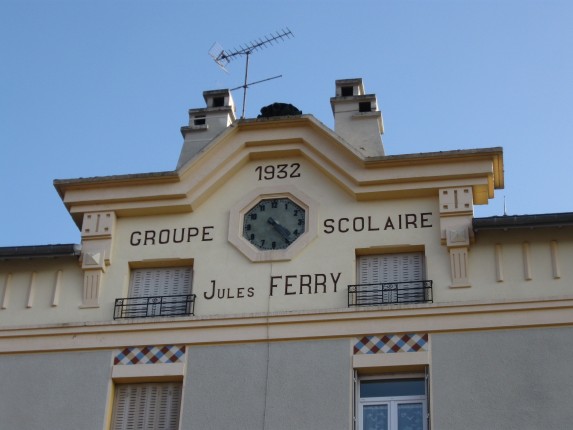 1932
GROUPE SCOLAIRE
JULES FERRY